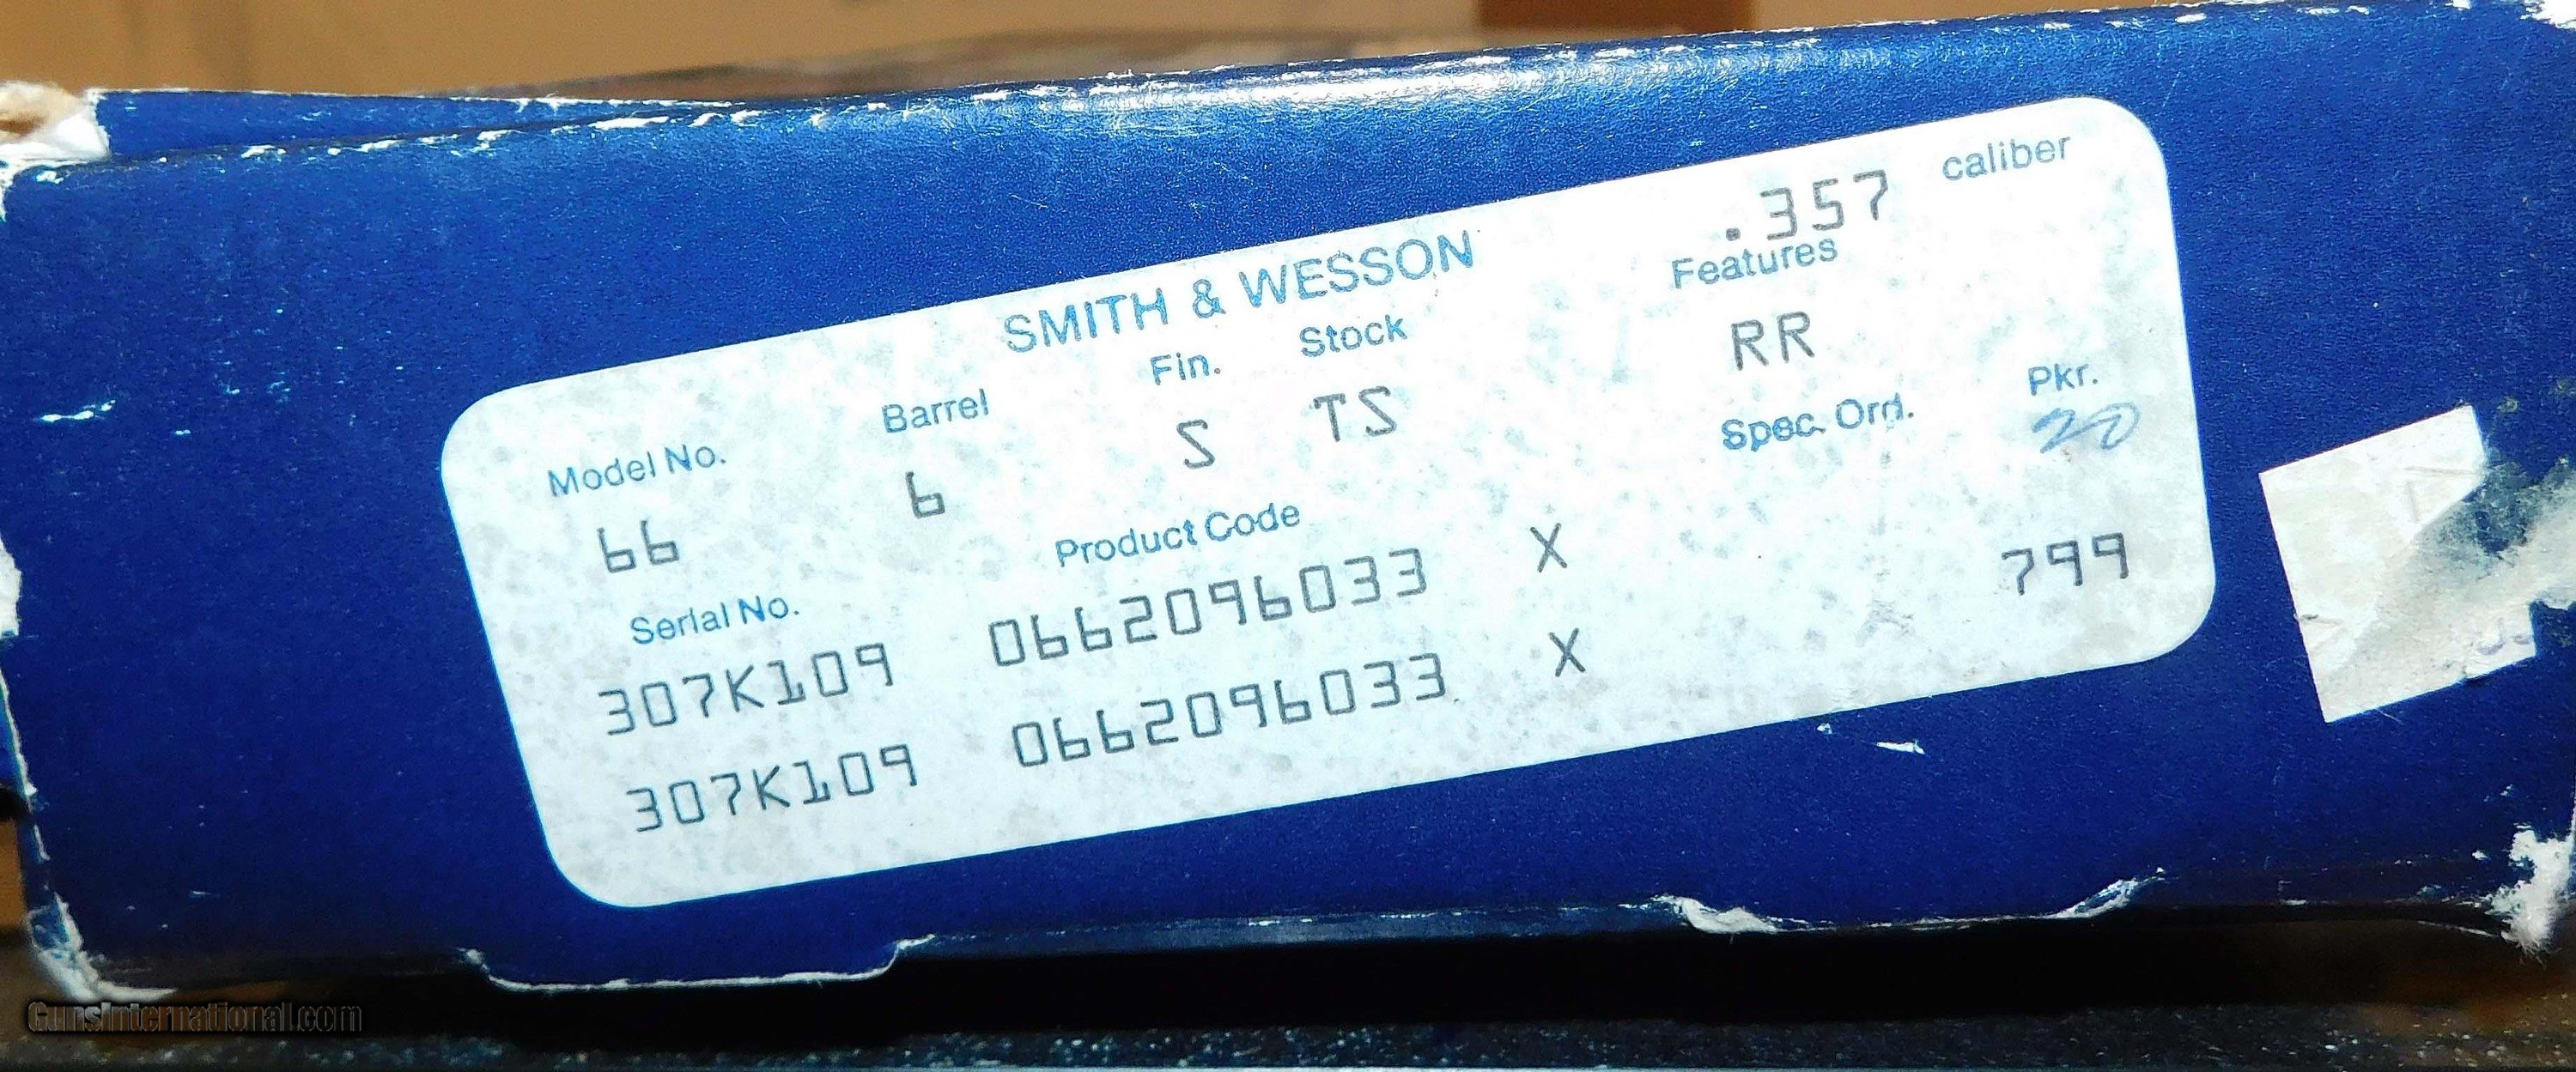 .357 caliber
SMITH & WESSON Features
Model No. Barrel Fin. Stock RR
66 6 S TS Spec. Ord. Pkr.
20
Serial No. Product Code
307K109 0662096033 X 799
307K109 0662096033 X
GunsInternational.com